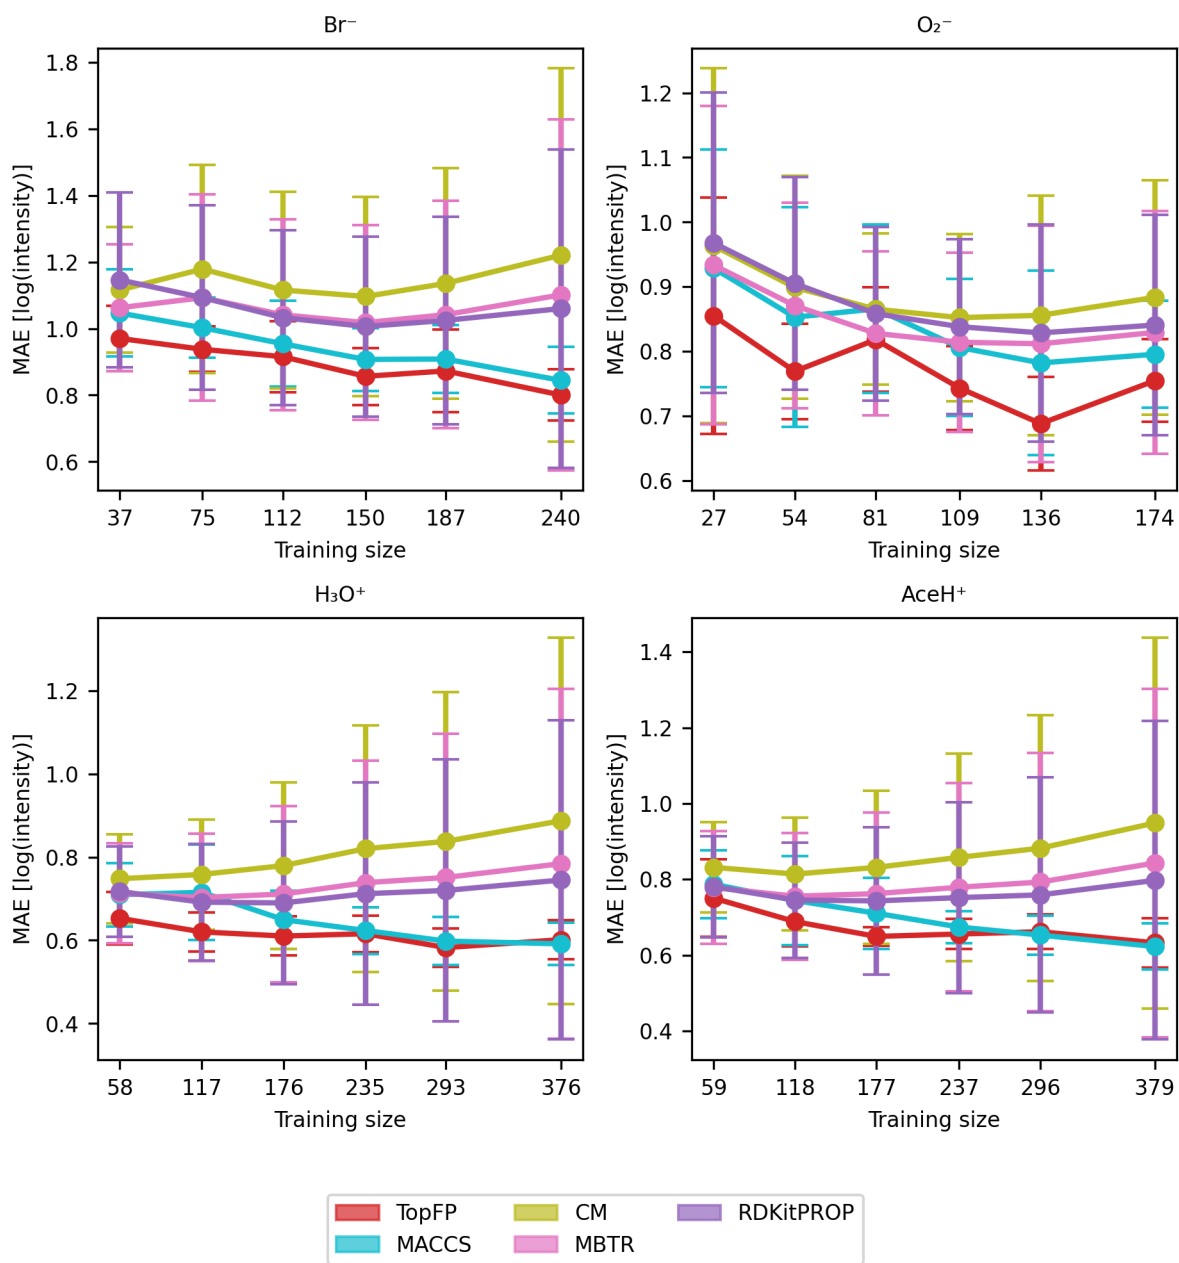 Br⁻
MAE [log(intensity)]
1.8
1.6
1.4
1.2
1.0
0.8
0.6
37 75 112 150 187 240
Training size
O₂⁻
MAE [log(intensity)]
1.2
1.1
1.0
0.9
0.8
0.7
0.6
27 54 81 109 136 174
Training size
H₃O⁺
MAE [log(intensity)]
1.2
1.0
0.8
0.6
0.4
58 117 176 235 293 376
Training size
AceH⁺
MAE [log(intensity)]
1.4
1.2
1.0
0.8
0.6
0.4
59 118 177 237 296 379
Training size
TopFP CM RDKitPROP
MACCS MBTR